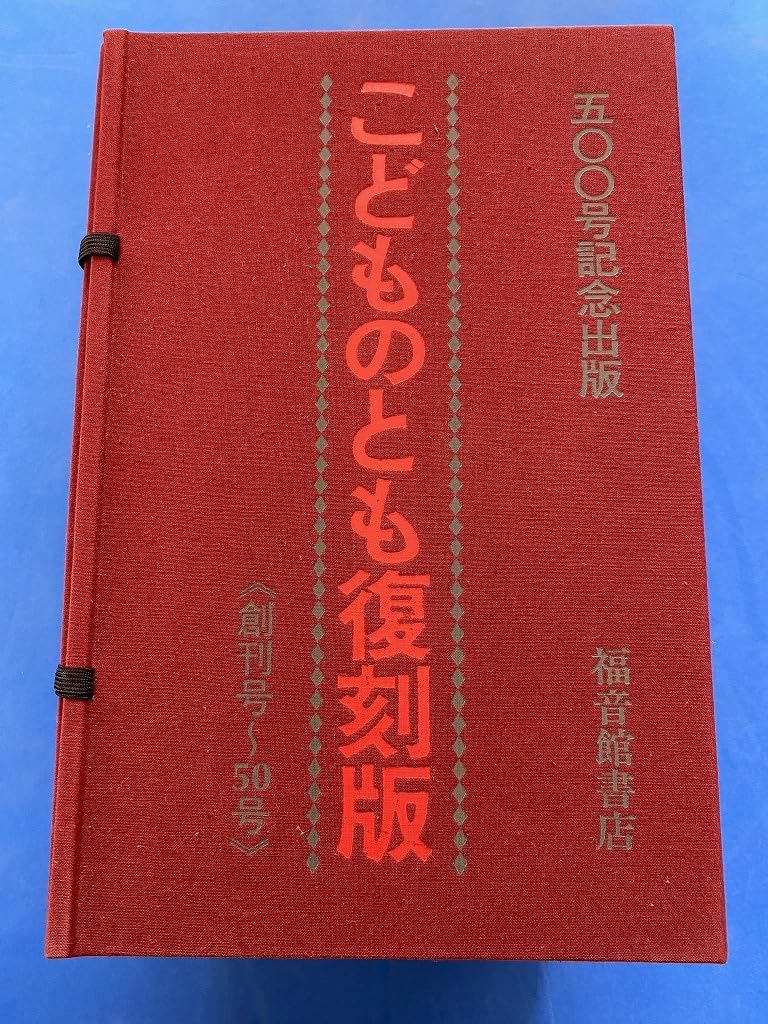 五〇〇号記念出版
福音館書店
こどものとも復刻版
《創刊号～50号》